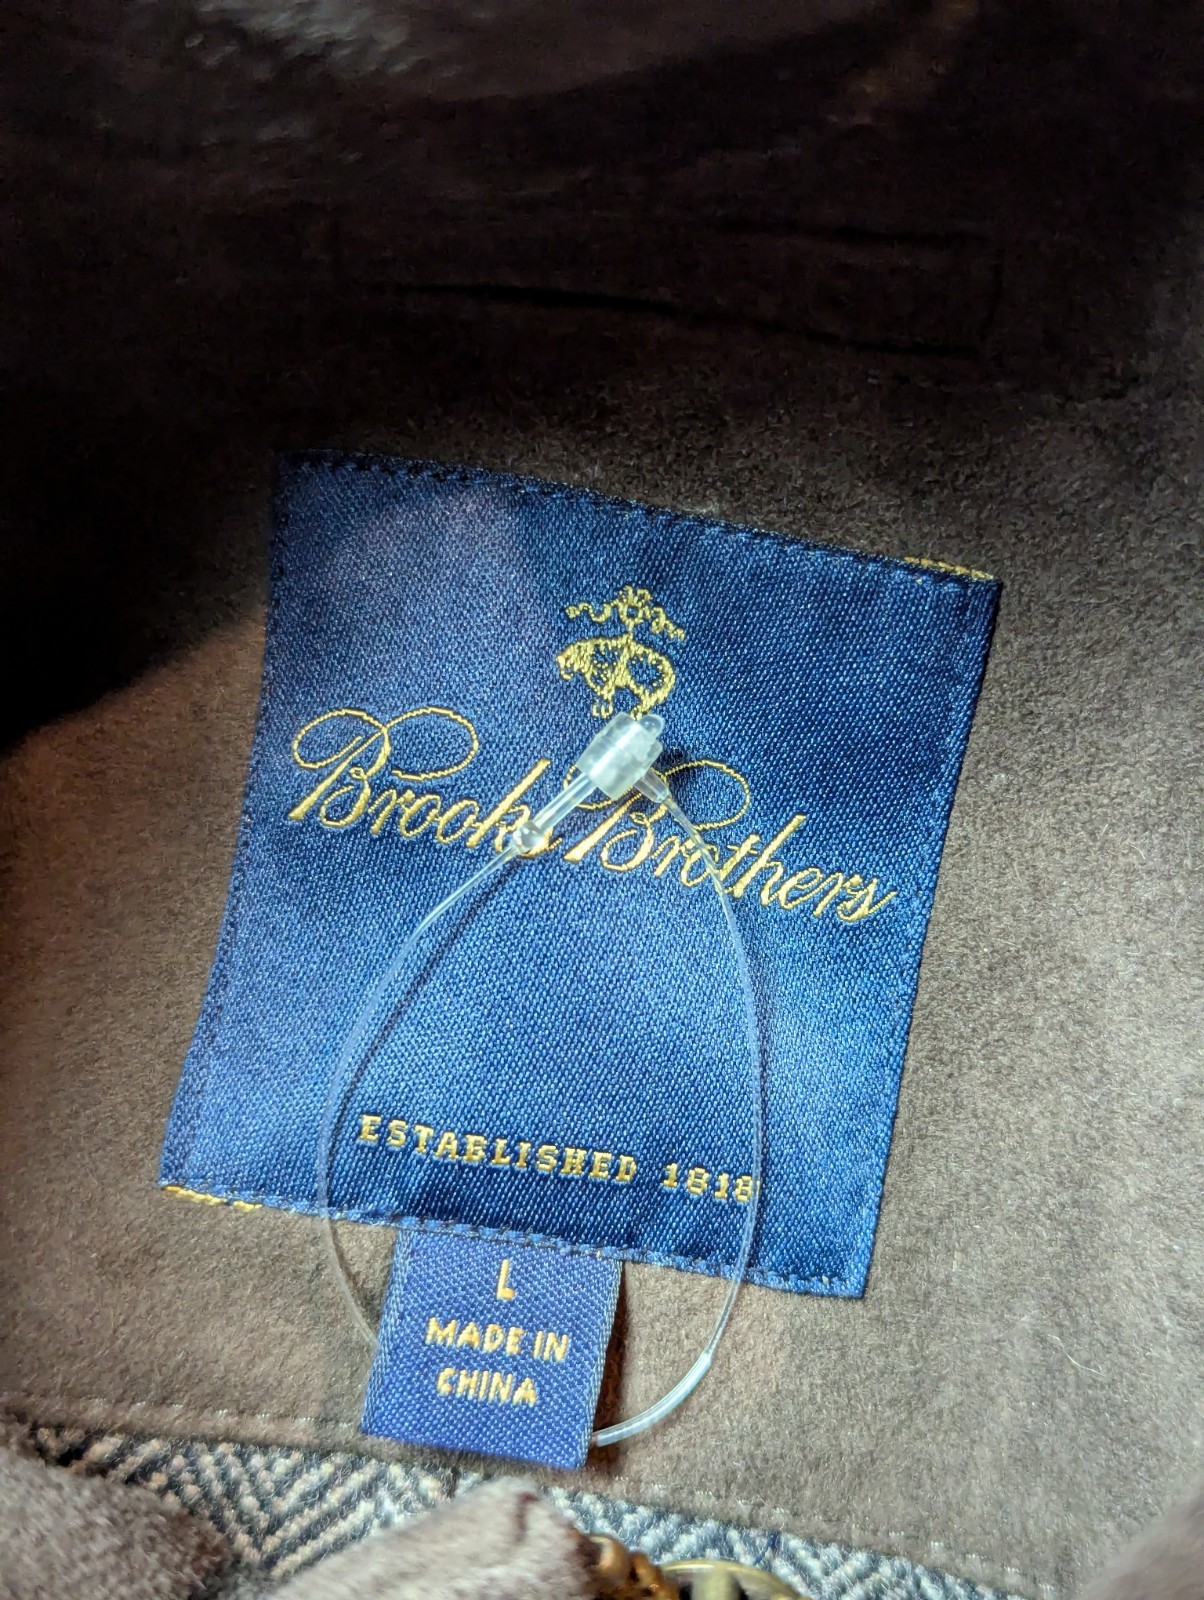 Brooks Brothers
ESTABLISHED 1818
L
MADE IN
CHINA